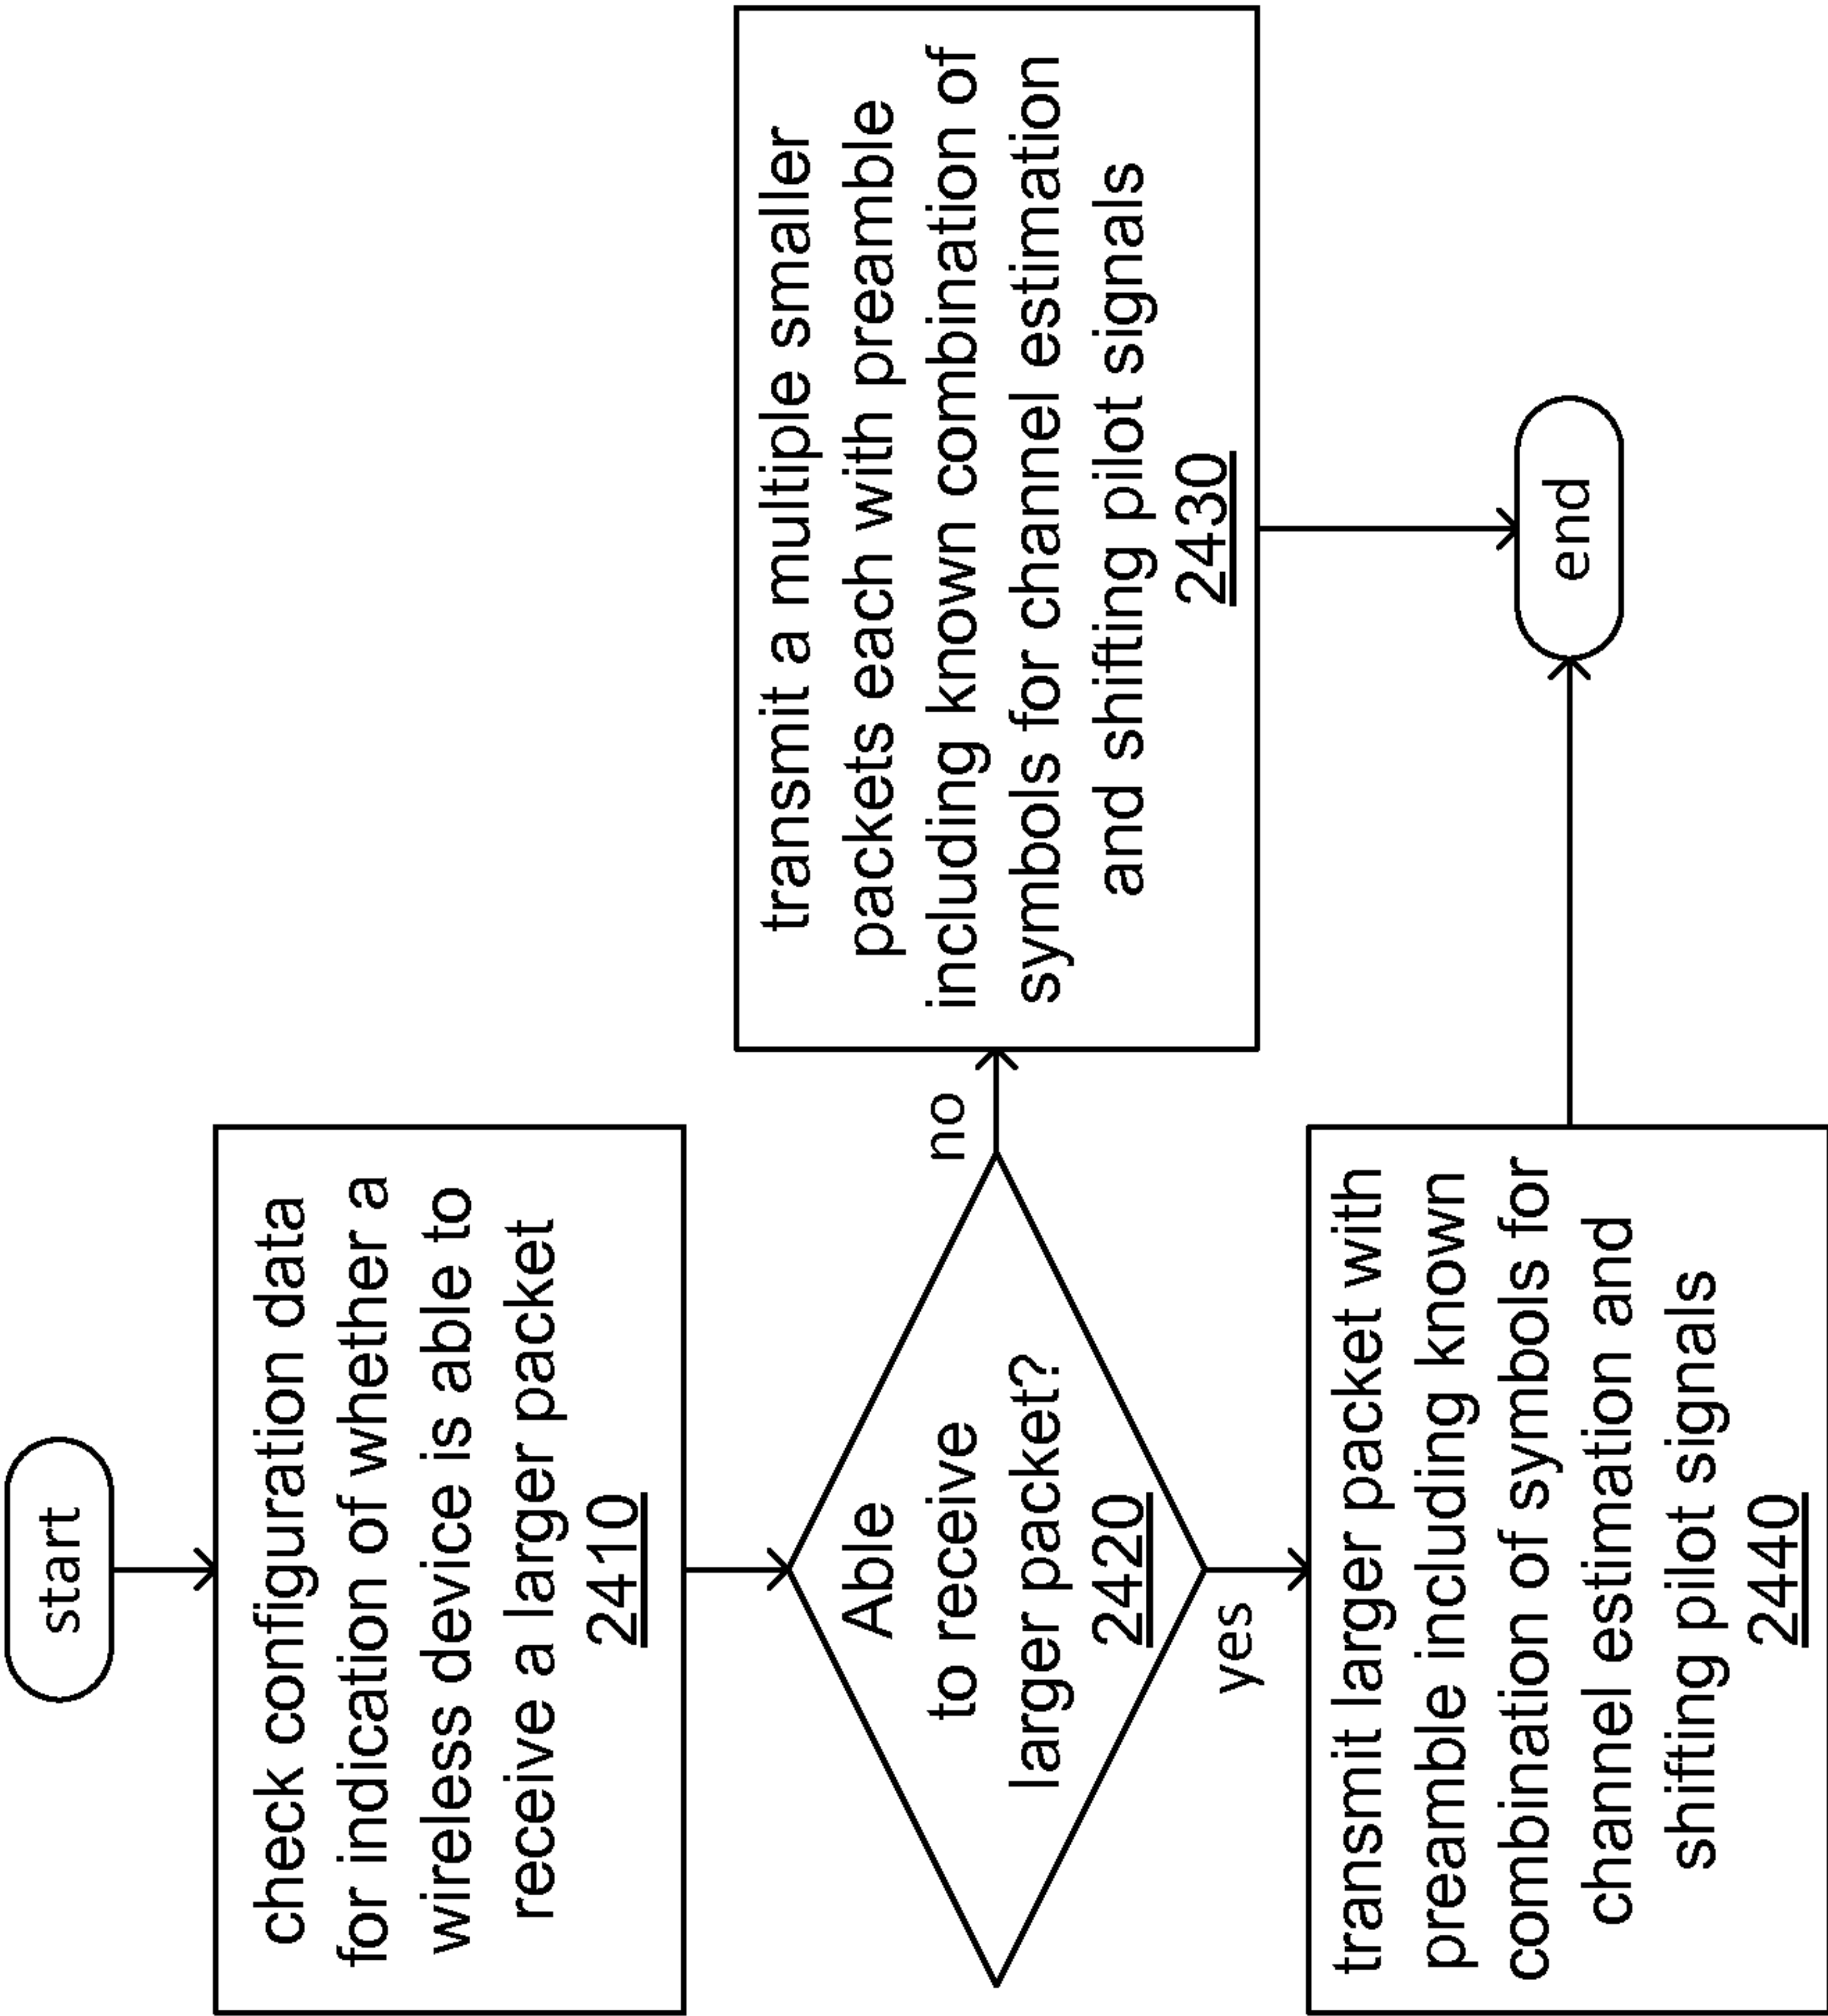 start
check configuration data
for indication of whether a
wireless device is able to
receive a larger packet
2410
Able
to receive
larger packet?
2420
no
transmit a multiple smaller
packets each with preamble
including known combination of
symbols for channel estimation
and shifting pilot signals
2430
yes
transmit larger packet with
preamble including known
combination of symbols for
channel estimation and
shifting pilot signals
2440
end